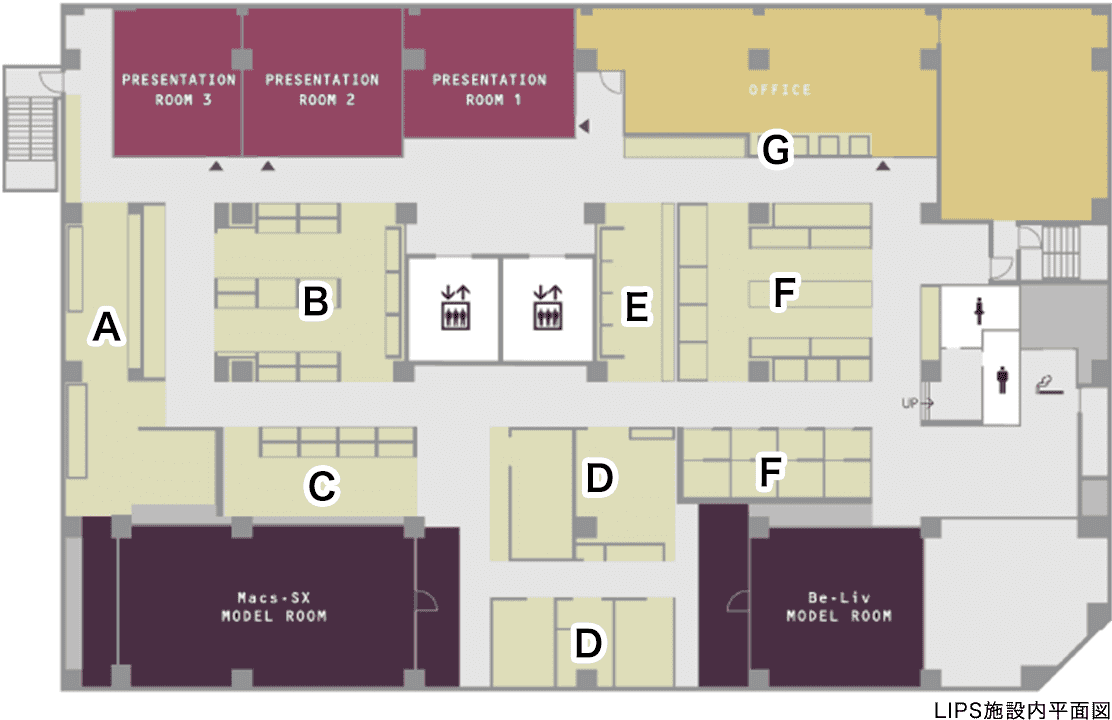 PRESENTATION
ROOM 3
PRESENTATION
ROOM 2
PRESENTATION
ROOM 1
OFFICE
G
A
B
E
F
UP
C
D
F
Macs-SX
MODEL ROOM
D
Be-Liv
MODEL ROOM
LIPS施設内平面図